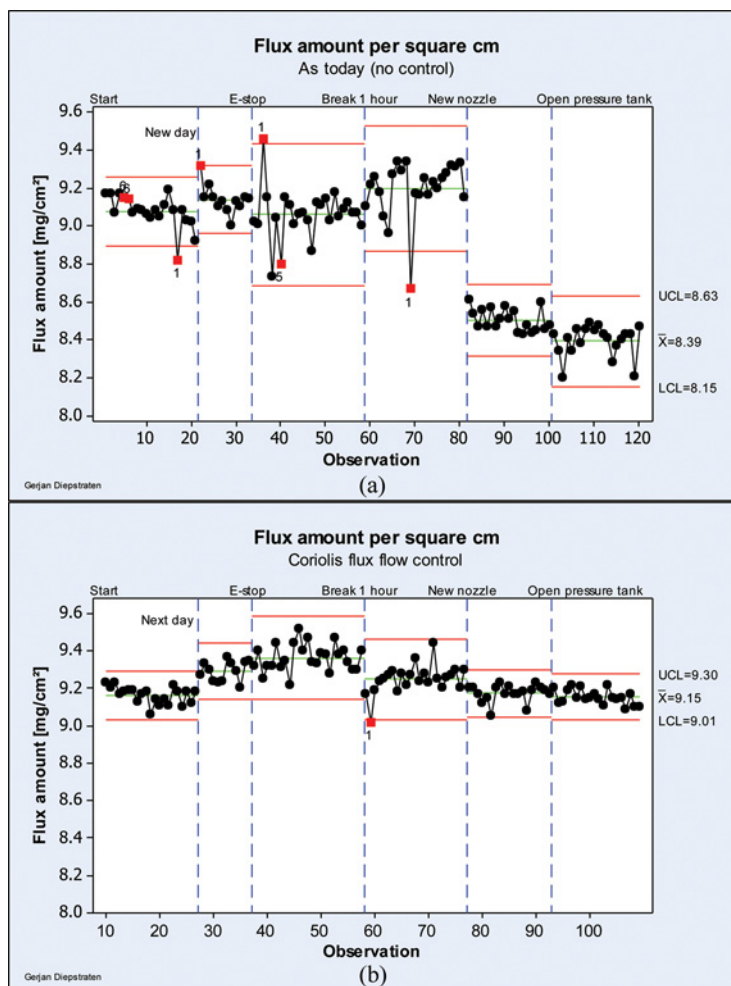 Flux amount per square cm
As today (no control)
Start E-stop Break 1 hour New nozzle Open pressure tank
New day
9.6
9.4
9.2
9.0
8.8
8.6
8.4
8.2
8.0
Flux amount [mg/cm²]
1
1
1
5
1
1
UCL=8.63
X̅=8.39
LCL=8.15
10 20 30 40 50 60 70 80 90 100 110 120
Observation
(a)
Gerjan Diepstraten
Flux amount per square cm
Coriolis flux flow control
Start E-stop Break 1 hour New nozzle Open pressure tank
Next day
9.6
9.4
9.2
9.0
8.8
8.6
8.4
8.2
8.0
Flux amount [mg/cm²]
1
UCL=9.30
X̅=9.15
LCL=9.01
10 20 30 40 50 60 70 80 90 100
Observation
(b)
Gerjan Diepstraten